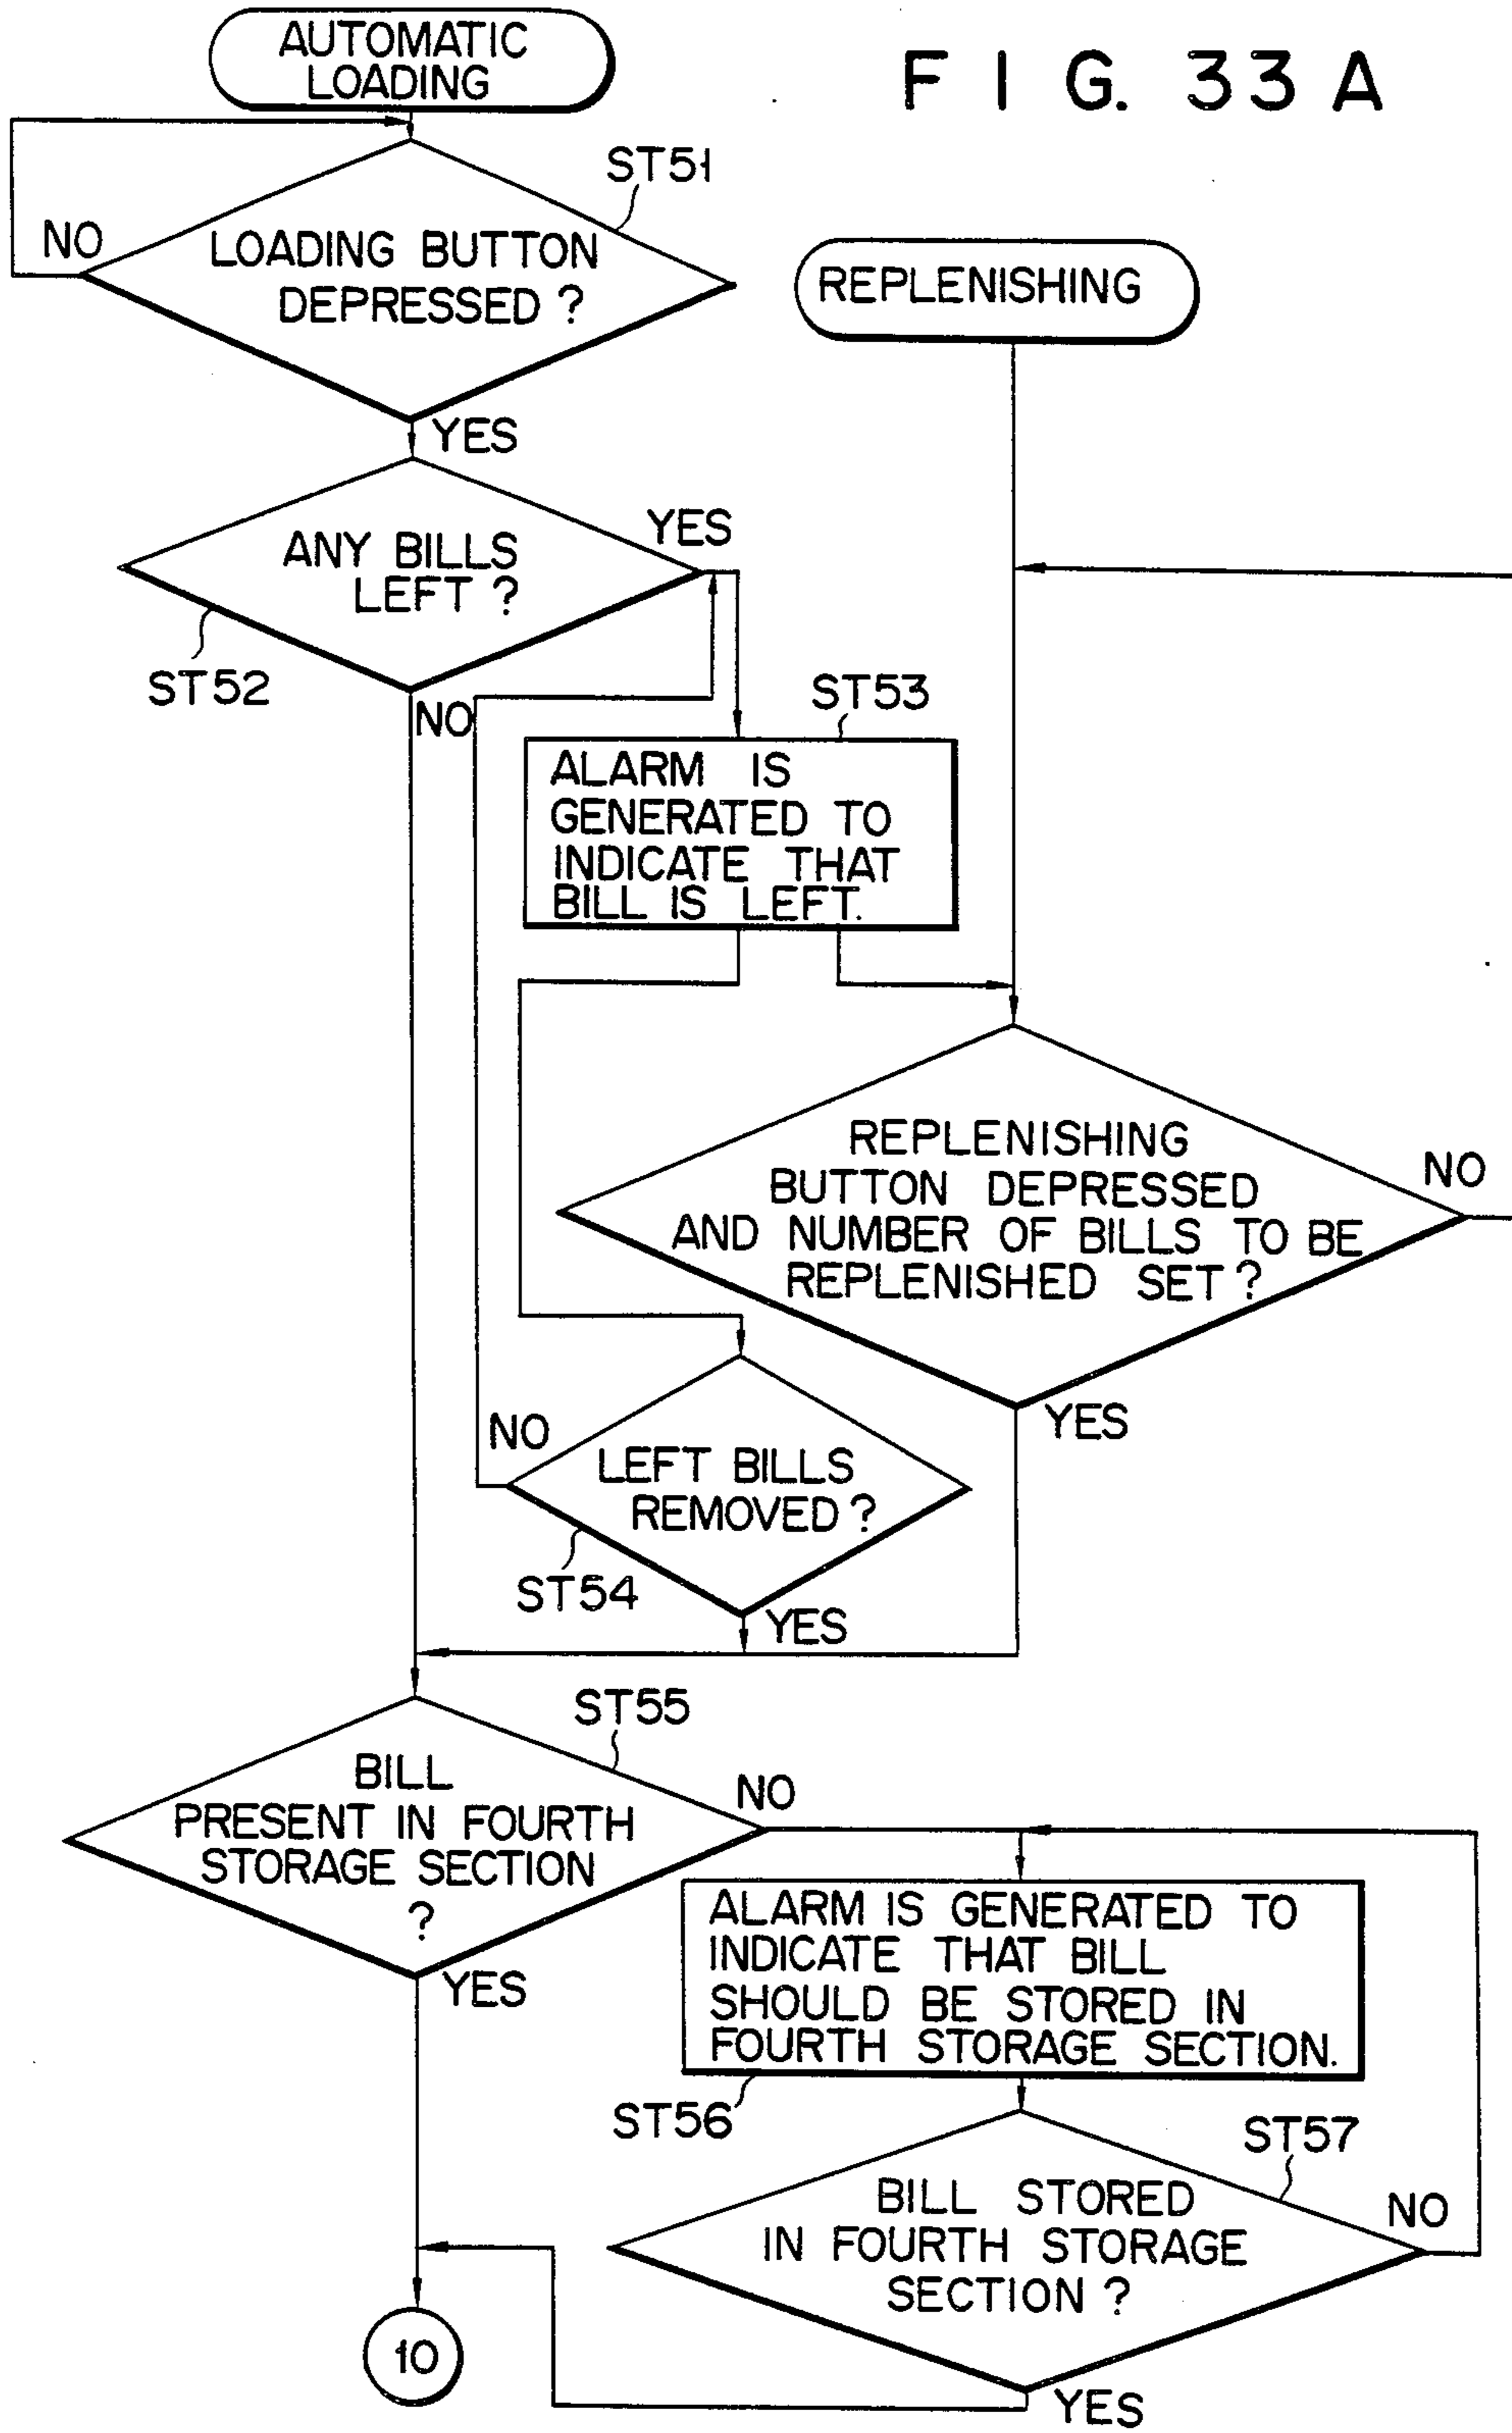 AUTOMATIC
LOADING
F I G. 33 A
ST51
NO
LOADING BUTTON
DEPRESSED ?
REPLENISHING
YES
ANY BILLS
LEFT ?
YES
ST52
NO
ST53
ALARM IS
GENERATED TO
INDICATE THAT
BILL IS LEFT.
REPLENISHING
BUTTON DEPRESSED
AND NUMBER OF BILLS TO BE
REPLENISHED SET ?
NO
YES
NO
LEFT BILLS
REMOVED ?
ST54
YES
ST55
BILL
PRESENT IN FOURTH
STORAGE SECTION
?
NO
YES
ALARM IS GENERATED TO
INDICATE THAT BILL
SHOULD BE STORED IN
FOURTH STORAGE SECTION.
ST56
ST57
BILL STORED
IN FOURTH STORAGE
SECTION ?
NO
YES
10